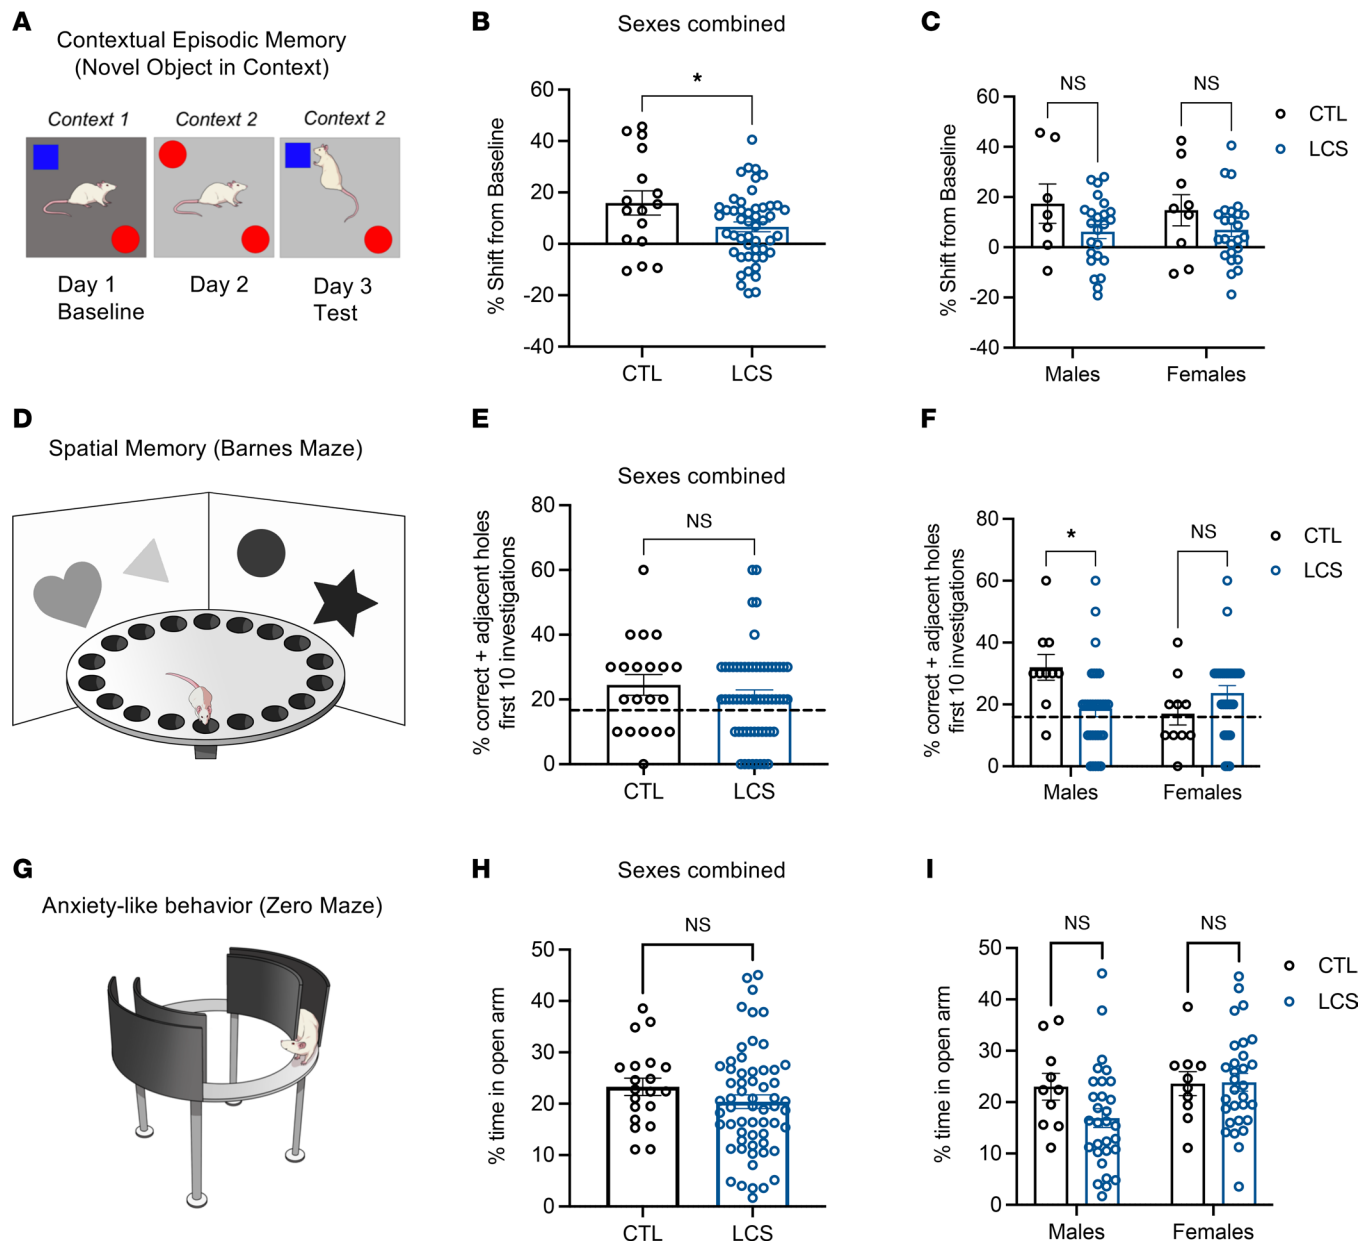 A
Contextual Episodic Memory
(Novel Object in Context)
Context 1
Context 2
Context 2
Day 1
Baseline
Day 2
Day 3
Test
B
Sexes combined
% Shift from Baseline
60
40
20
0
-20
-40
*
CTL
LCS
C
% Shift from Baseline
60
40
20
0
-20
-40
NS
NS
Males
Females
CTL
LCS
D
Spatial Memory (Barnes Maze)
E
Sexes combined
% correct + adjacent holes
first 10 investigations
80
60
40
20
0
NS
CTL
LCS
F
% correct + adjacent holes
first 10 investigations
80
60
40
20
0
*
NS
Males
Females
CTL
LCS
G
Anxiety-like behavior (Zero Maze)
H
Sexes combined
% time in open arm
50
40
30
20
10
0
NS
CTL
LCS
I
% time in open arm
50
40
30
20
10
0
NS
NS
Males
Females
CTL
LCS